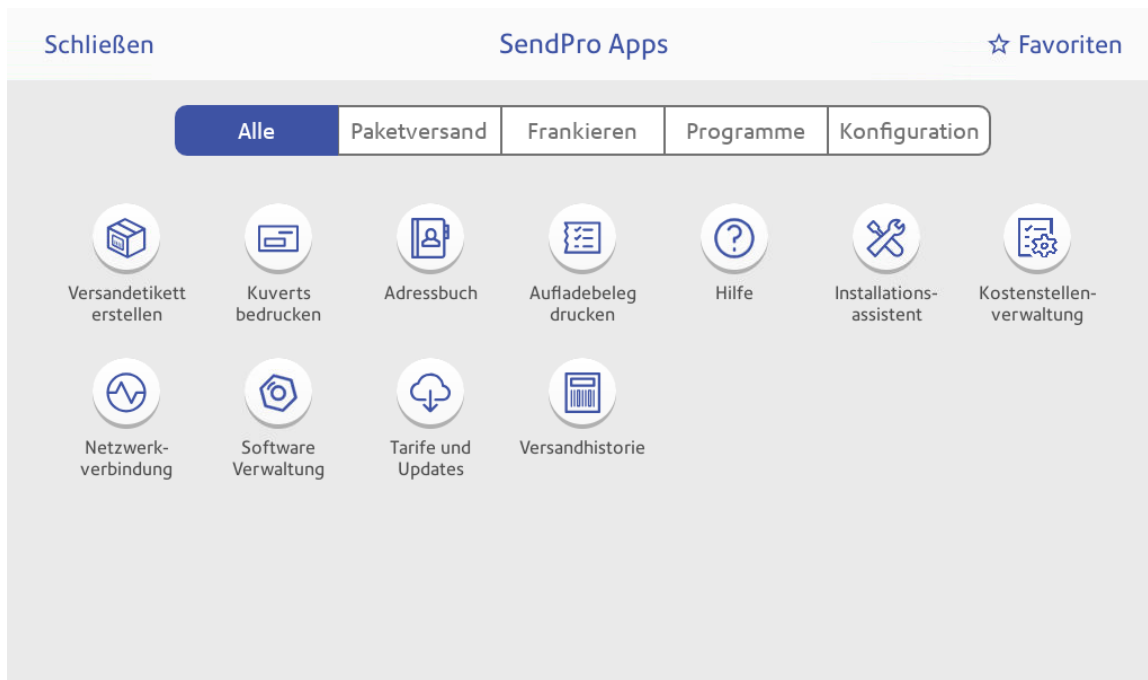 Schließen
SendPro Apps
☆ Favoriten
Alle
Paketversand
Frankieren
Programme
Konfiguration
Versandetikett
erstellen
Kuverts
bedrucken
Adressbuch
Aufladebeleg
drucken
Hilfe
Installations-
assistent
Kostenstellen-
verwaltung
Netzwerk-
verbindung
Software
Verwaltung
Tarife und
Updates
Versandhistorie